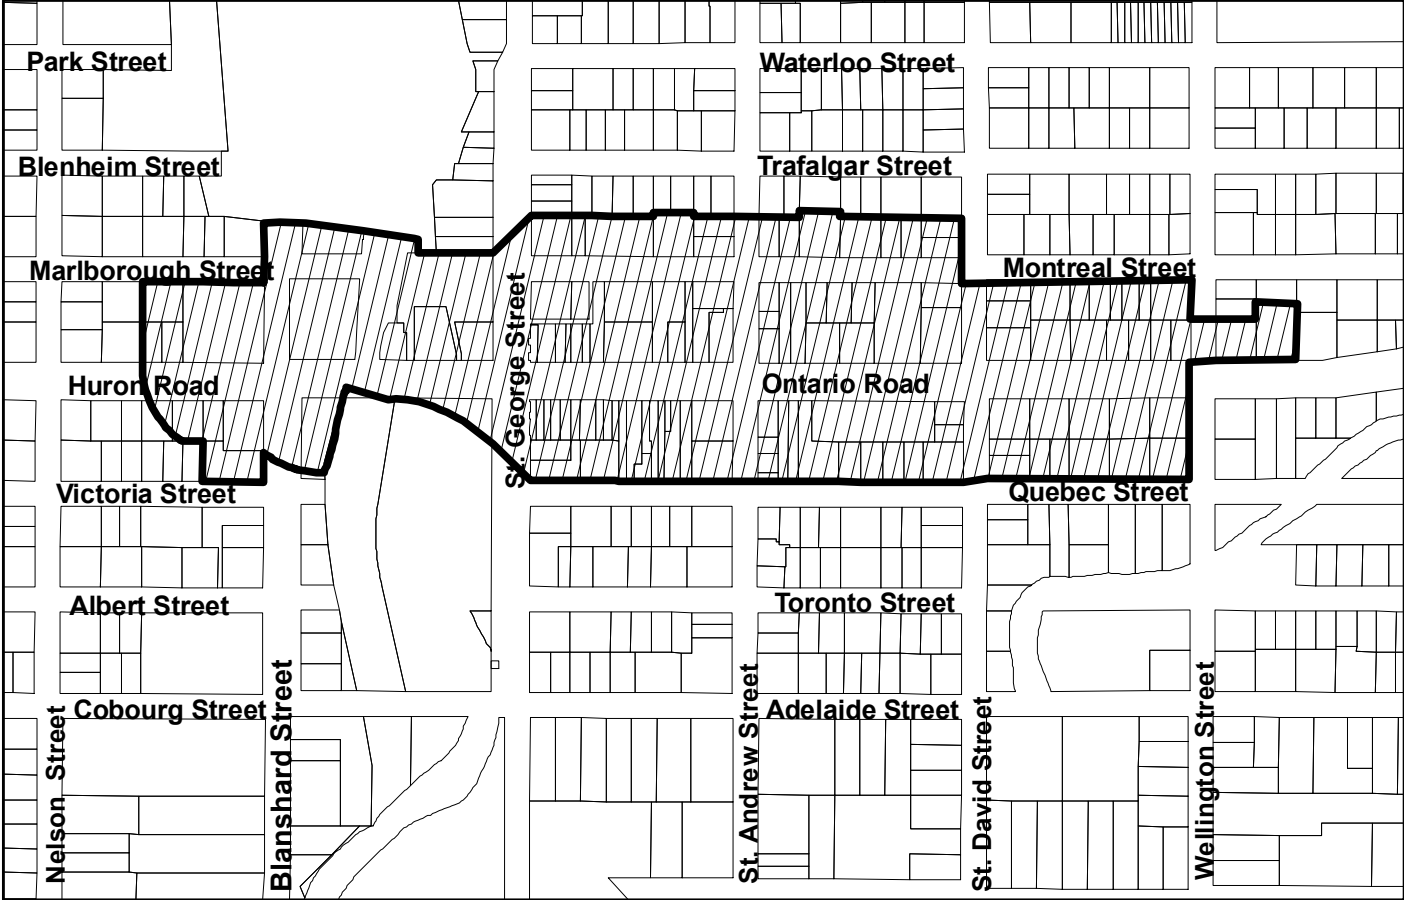 Park Street
Waterloo Street
Blenheim Street
Trafalgar Street
Marlborough Street
Montreal Street
St. George Street
Huron Road
Ontario Road
Victoria Street
Quebec Street
Albert Street
Toronto Street
Cobourg Street
Adelaide Street
Nelson Street
Blanshard Street
St. Andrew Street
St. David Street
Wellington Street